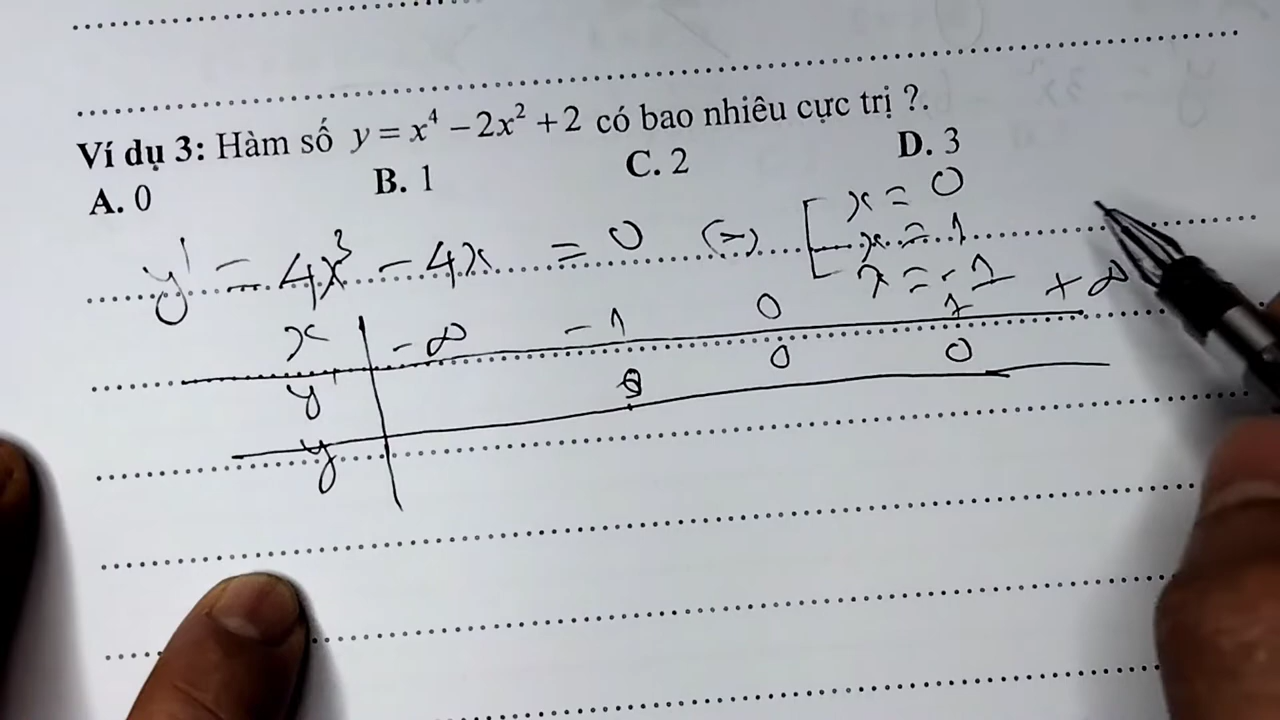 Ví dụ 3: Hàm số y = x⁴ − 2x² + 2 có bao nhiêu cực trị ?.
A. 0 B. 1 C. 2 D. 3
y' = 4x³ − 4x = 0 (=) [ x = 0
x = 1
x = -1
x -∞ -1 0 1 +∞
y' 0 0 0
y